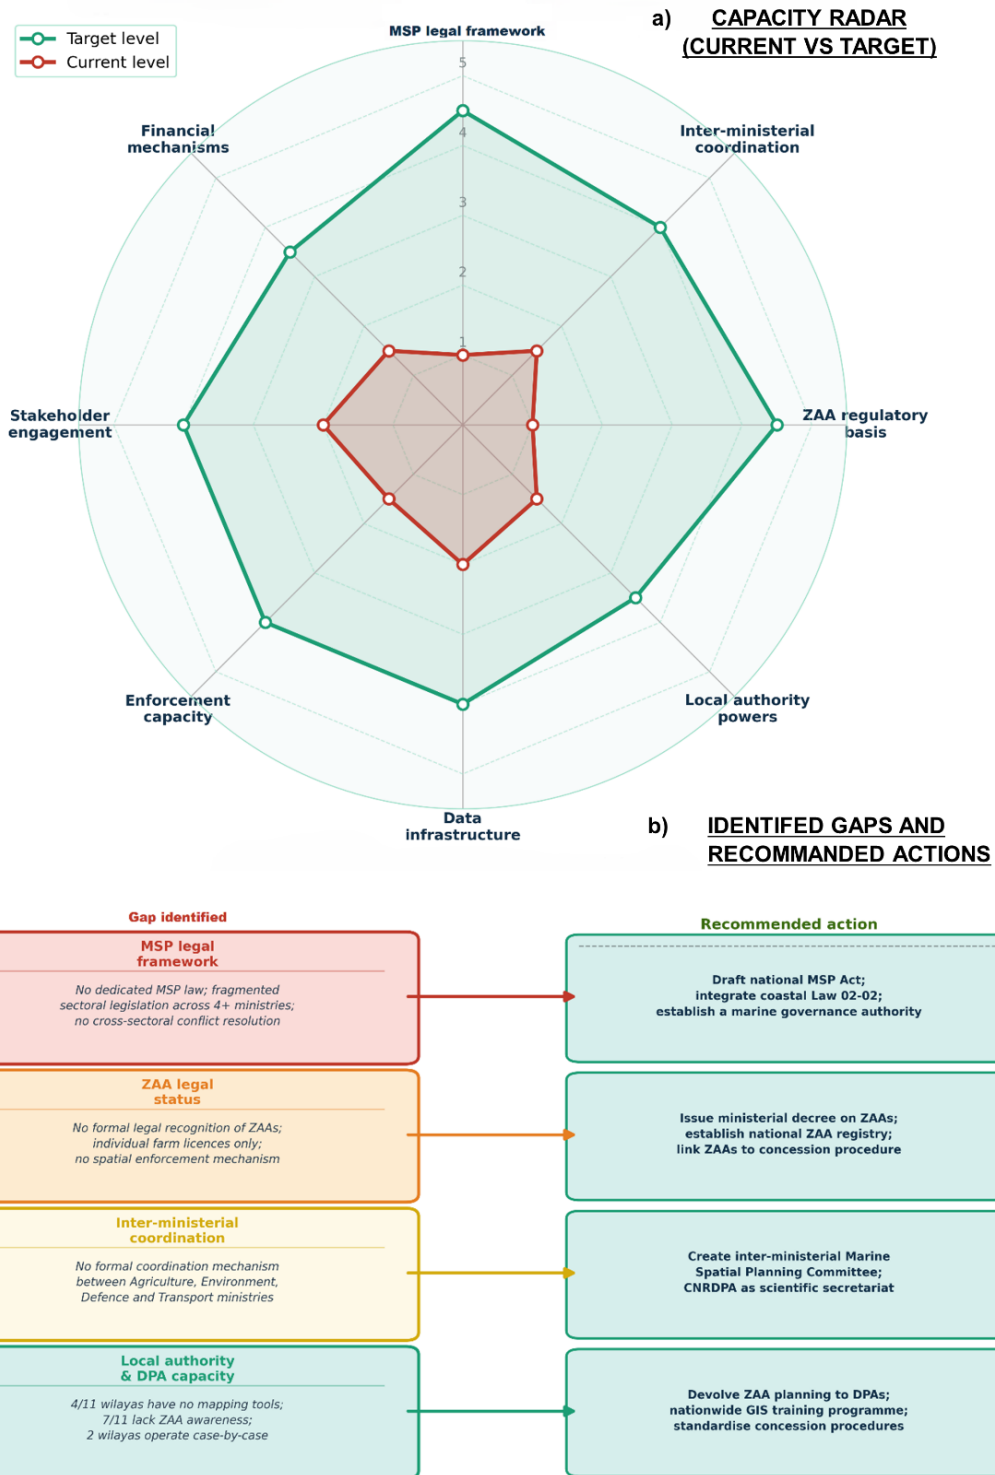 a) CAPACITY RADAR
(CURRENT VS TARGET)
Target level
Current level
MSP legal framework
5
4
3
2
1
Financial
mechanisms
Inter-ministerial
coordination
Stakeholder
engagement
ZAA regulatory
basis
Enforcement
capacity
Local authority
powers
Data
infrastructure
b) IDENTIFED GAPS AND
RECOMMANDED ACTIONS
Gap identified
Recommended action
MSP legal
framework
No dedicated MSP law; fragmented
sectoral legislation across 4+ ministries;
no cross-sectoral conflict resolution
Draft national MSP Act;
integrate coastal Law 02-02;
establish a marine governance authority
ZAA legal
status
No formal legal recognition of ZAAs;
individual farm licences only;
no spatial enforcement mechanism
Issue ministerial decree on ZAAs;
establish national ZAA registry;
link ZAAs to concession procedure
Inter-ministerial
coordination
No formal coordination mechanism
between Agriculture, Environment,
Defence and Transport ministries
Create inter-ministerial Marine
Spatial Planning Committee;
CNRDPA as scientific secretariat
Local authority
& DPA capacity
4/11 wilayas have no mapping tools;
7/11 lack ZAA awareness;
2 wilayas operate case-by-case
Devolve ZAA planning to DPAs;
nationwide GIS training programme;
standardise concession procedures